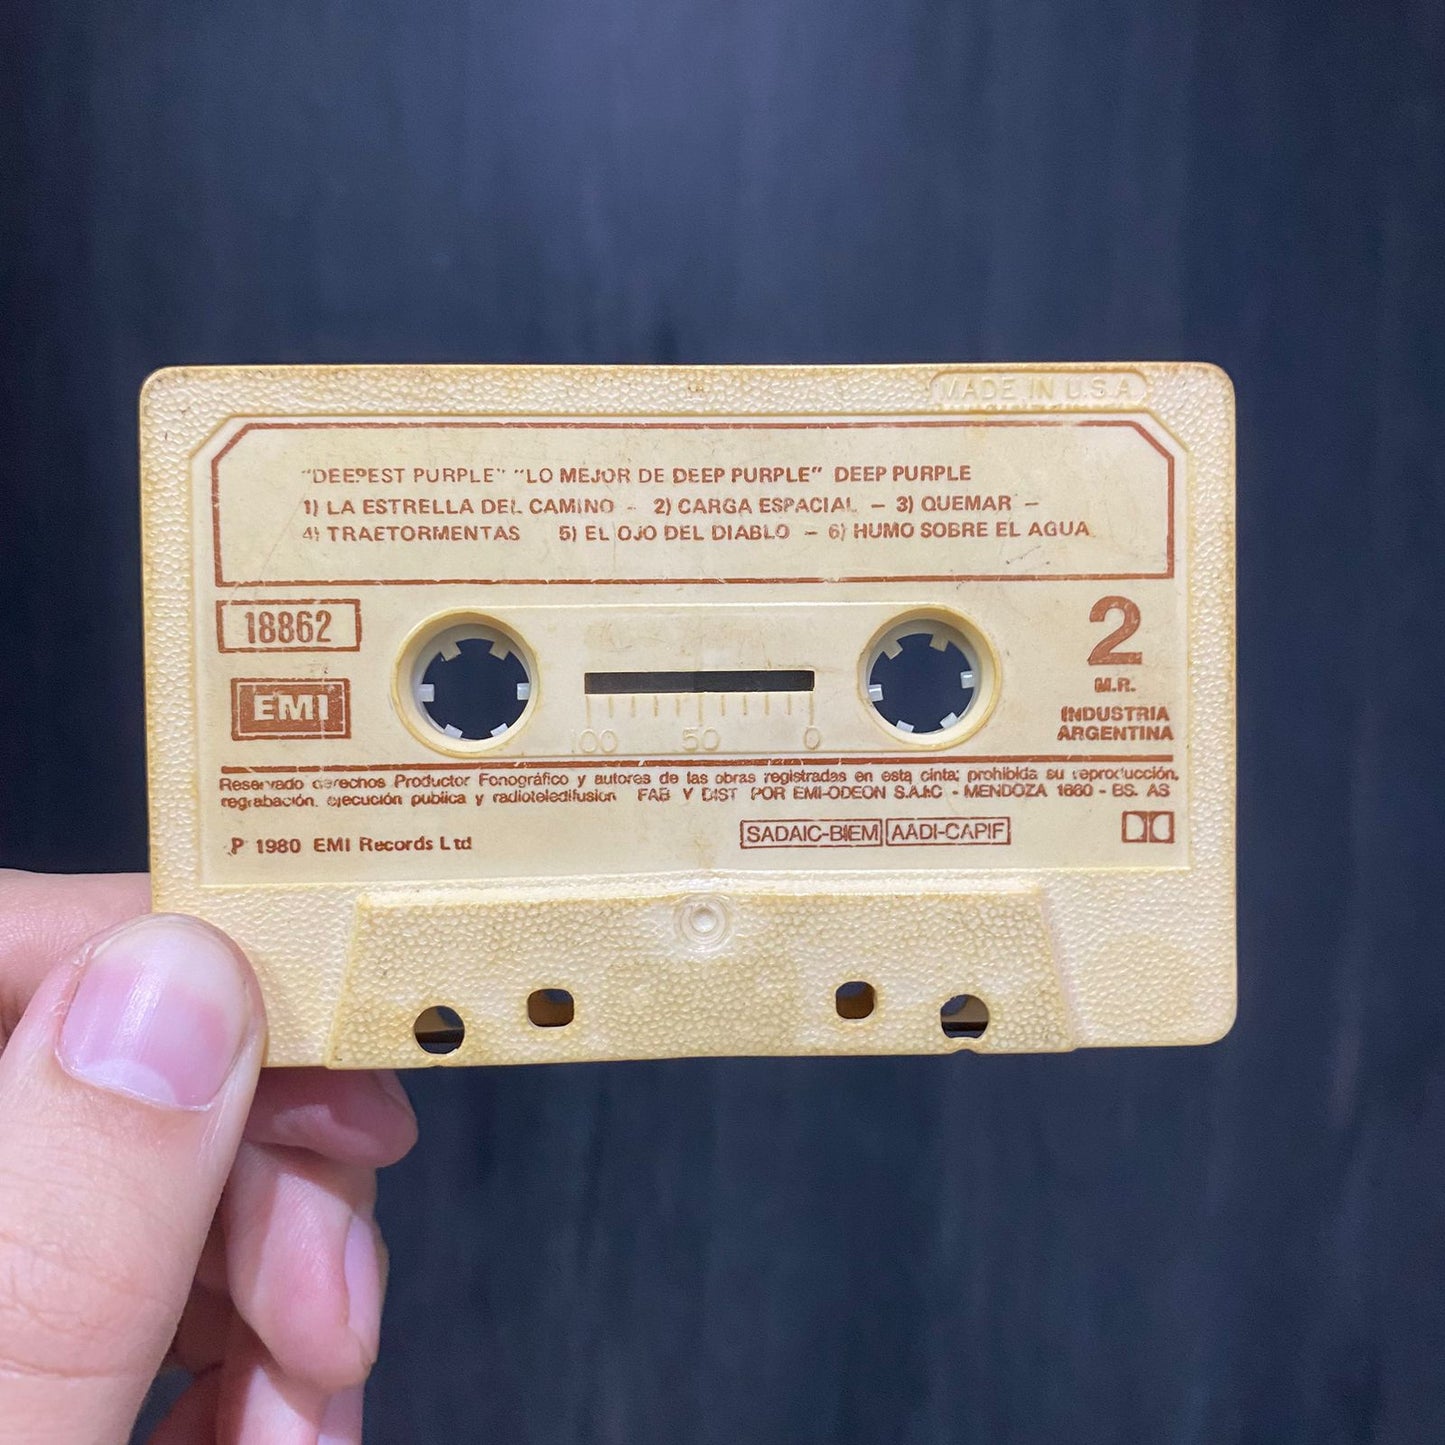 MADE IN U.S.A
"DEEPEST PURPLE" "LO MEJOR DE DEEP PURPLE" DEEP PURPLE
1) LA ESTRELLA DEL CAMINO - 2) CARGA ESPACIAL - 3) QUEMAR -
4) TRAETORMENTAS 5) EL OJO DEL DIABLO - 6) HUMO SOBRE EL AGUA
18862
2
M.R.
EMI
INDUSTRIA
ARGENTINA
100 50 0
Reservado derechos Productor Fonográfico y autores de las obras registradas en esta cinta; prohibida su reproducción,
regrabación, ejecución publica y radioteledifusion FAB Y DIST POR EMI-ODEON S.A.I.C - MENDOZA 1660 - BS. AS
P 1980 EMI Records Ltd
SADAIC-BIEM AADI-CAPIF